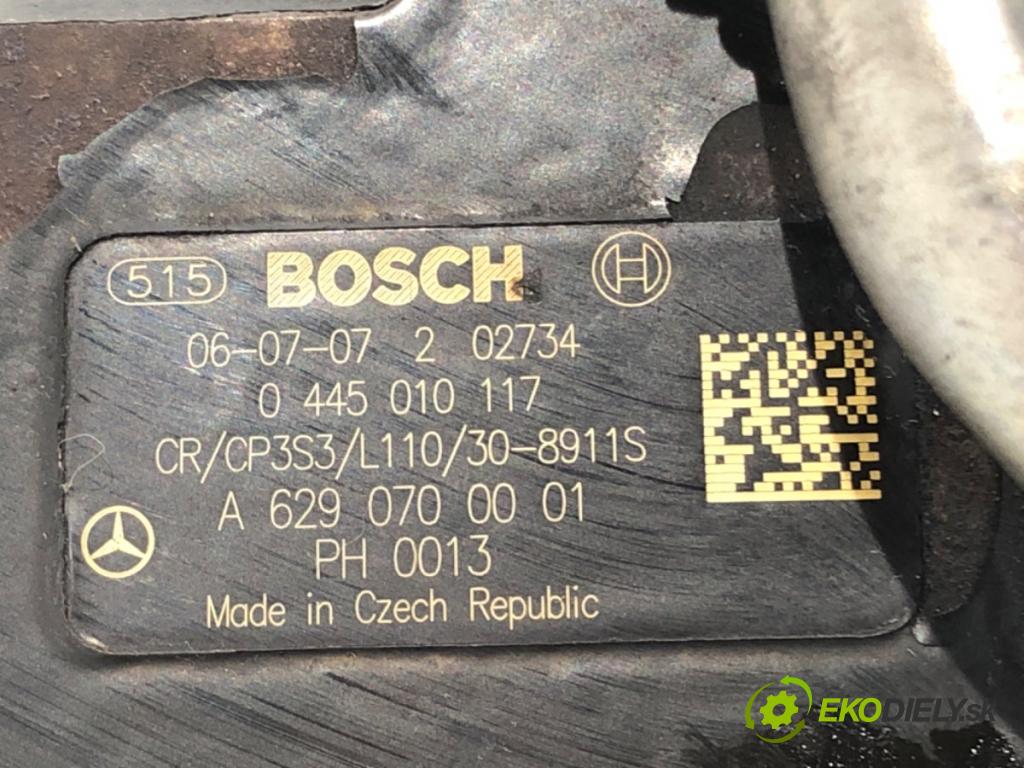 515 BOSCH H
06-07-07 2 02734
0 445 010 117
CR/CP3S3/L110/30-8911S
A 629 070 00 01
PH 0013
Made in Czech Republic
EKODIELY.sk